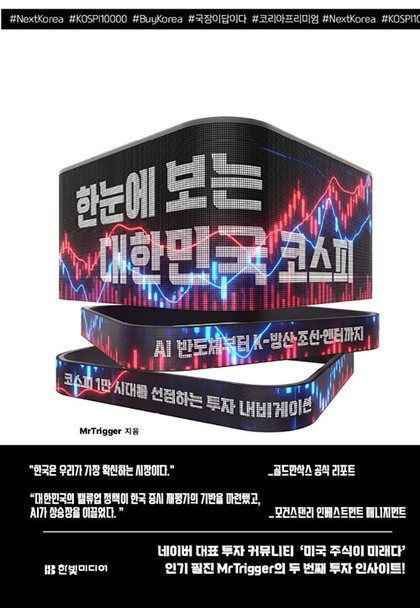 #NextKorea #KOSPI10000 #BuyKorea #국장이답이다 #코리아프리미엄 #NextKorea #KOSPI10
한눈에 보는
대한민국 코스피
AI 반도체부터 K-방산·조선·엔터까지
코스피 1만 시대를 선점하는 투자 내비게이션
MrTrigger 지음
"한국은 우리가 가장 확신하는 시장이다." _골드만삭스 공식 리포트
"대한민국의 밸류업 정책이 한국 증시 재평가의 기반을 마련했고,
AI가 상승장을 이끌었다. " _모건스탠리 인베스트먼트 매니지먼트
네이버 대표 투자 커뮤니티 '미국 주식이 미래다'
인기 필진 MrTrigger의 두 번째 투자 인사이트!
HB 한빛미디어